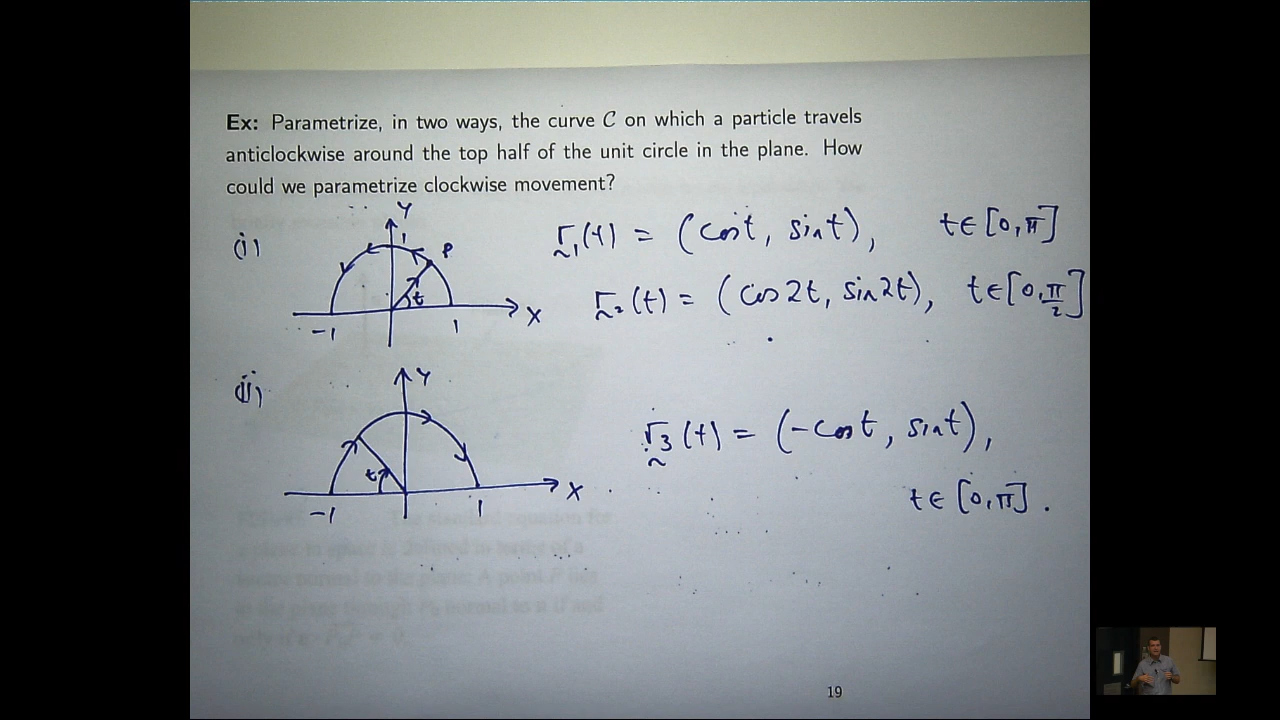 Ex: Parametrize, in two ways, the curve C on which a particle travels
anticlockwise around the top half of the unit circle in the plane. How
could we parametrize clockwise movement?
(i)
Y
1
P
t
-1
1
X
r₁(t) = (cos t, sin t), t∈[0,π]
r₂(t) = (cos 2t, sin 2t), t∈[0,π/2]
(ii)
Y
t
-1
1
X
r₃(t) = (-cos t, sin t),
t∈[0,π].
19